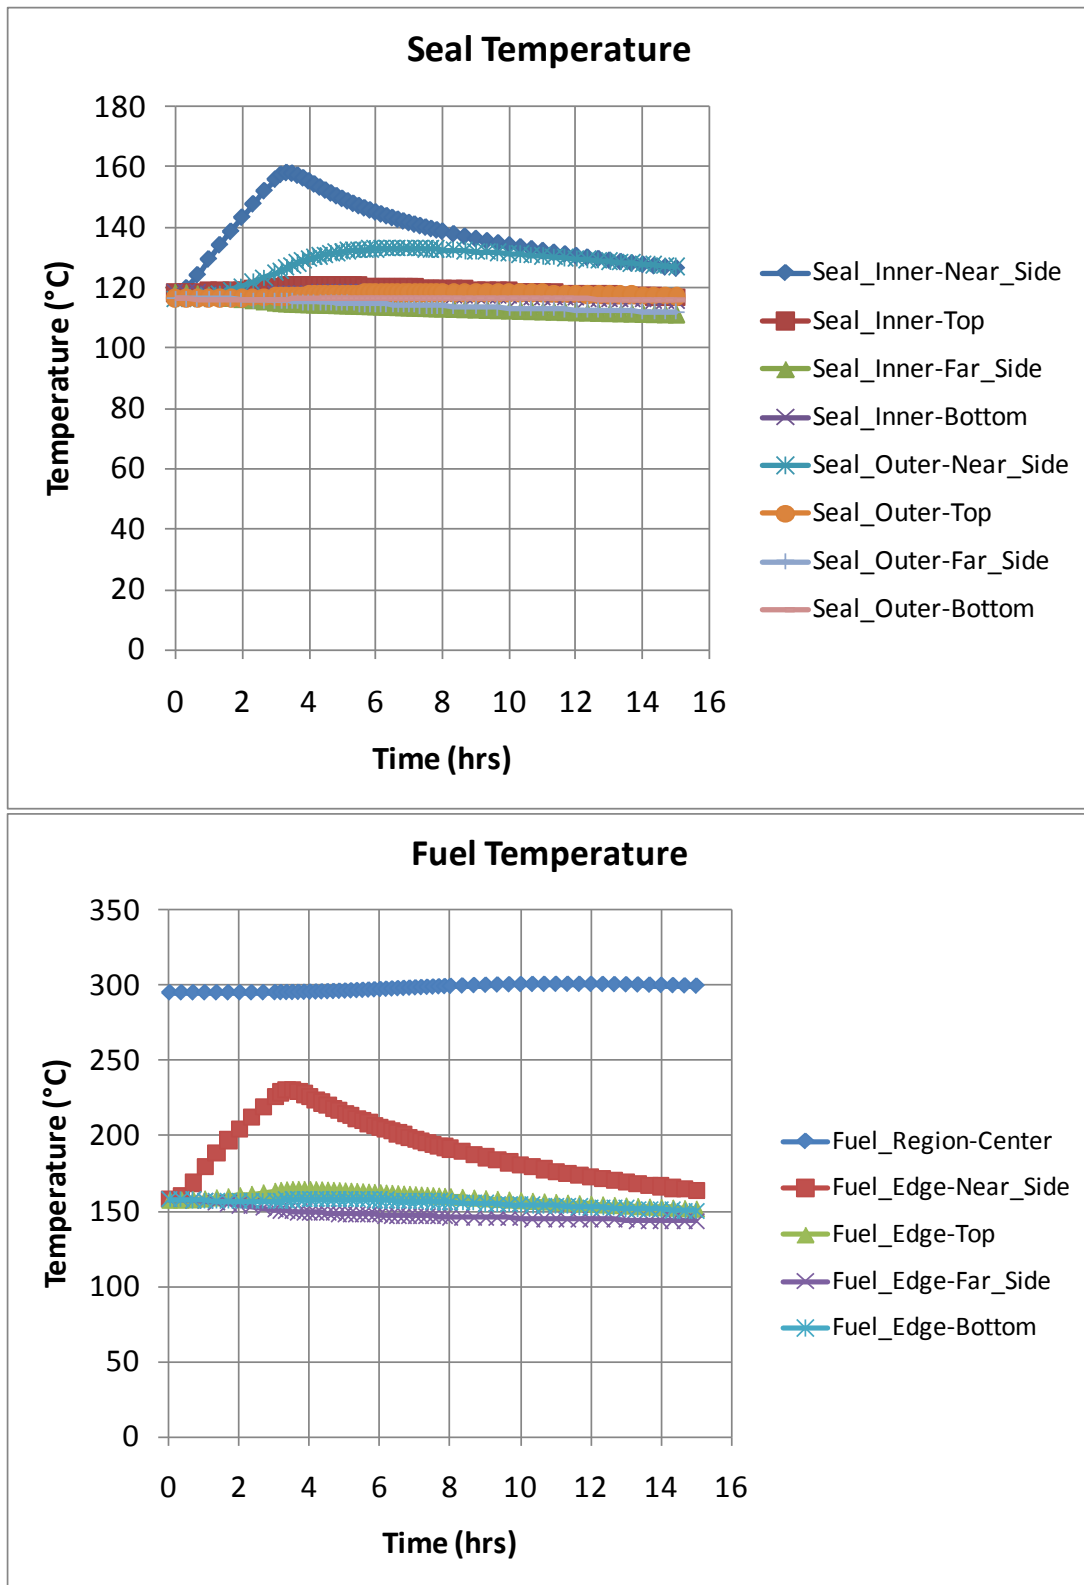 Seal Temperature
180
160
140
120
100
80
60
40
20
0
Temperature (°C)
0 2 4 6 8 10 12 14 16
Time (hrs)
Seal_Inner-Near_Side
Seal_Inner-Top
Seal_Inner-Far_Side
Seal_Inner-Bottom
Seal_Outer-Near_Side
Seal_Outer-Top
Seal_Outer-Far_Side
Seal_Outer-Bottom
Fuel Temperature
350
300
250
200
150
100
50
0
Temperature (°C)
0 2 4 6 8 10 12 14 16
Time (hrs)
Fuel_Region-Center
Fuel_Edge-Near_Side
Fuel_Edge-Top
Fuel_Edge-Far_Side
Fuel_Edge-Bottom